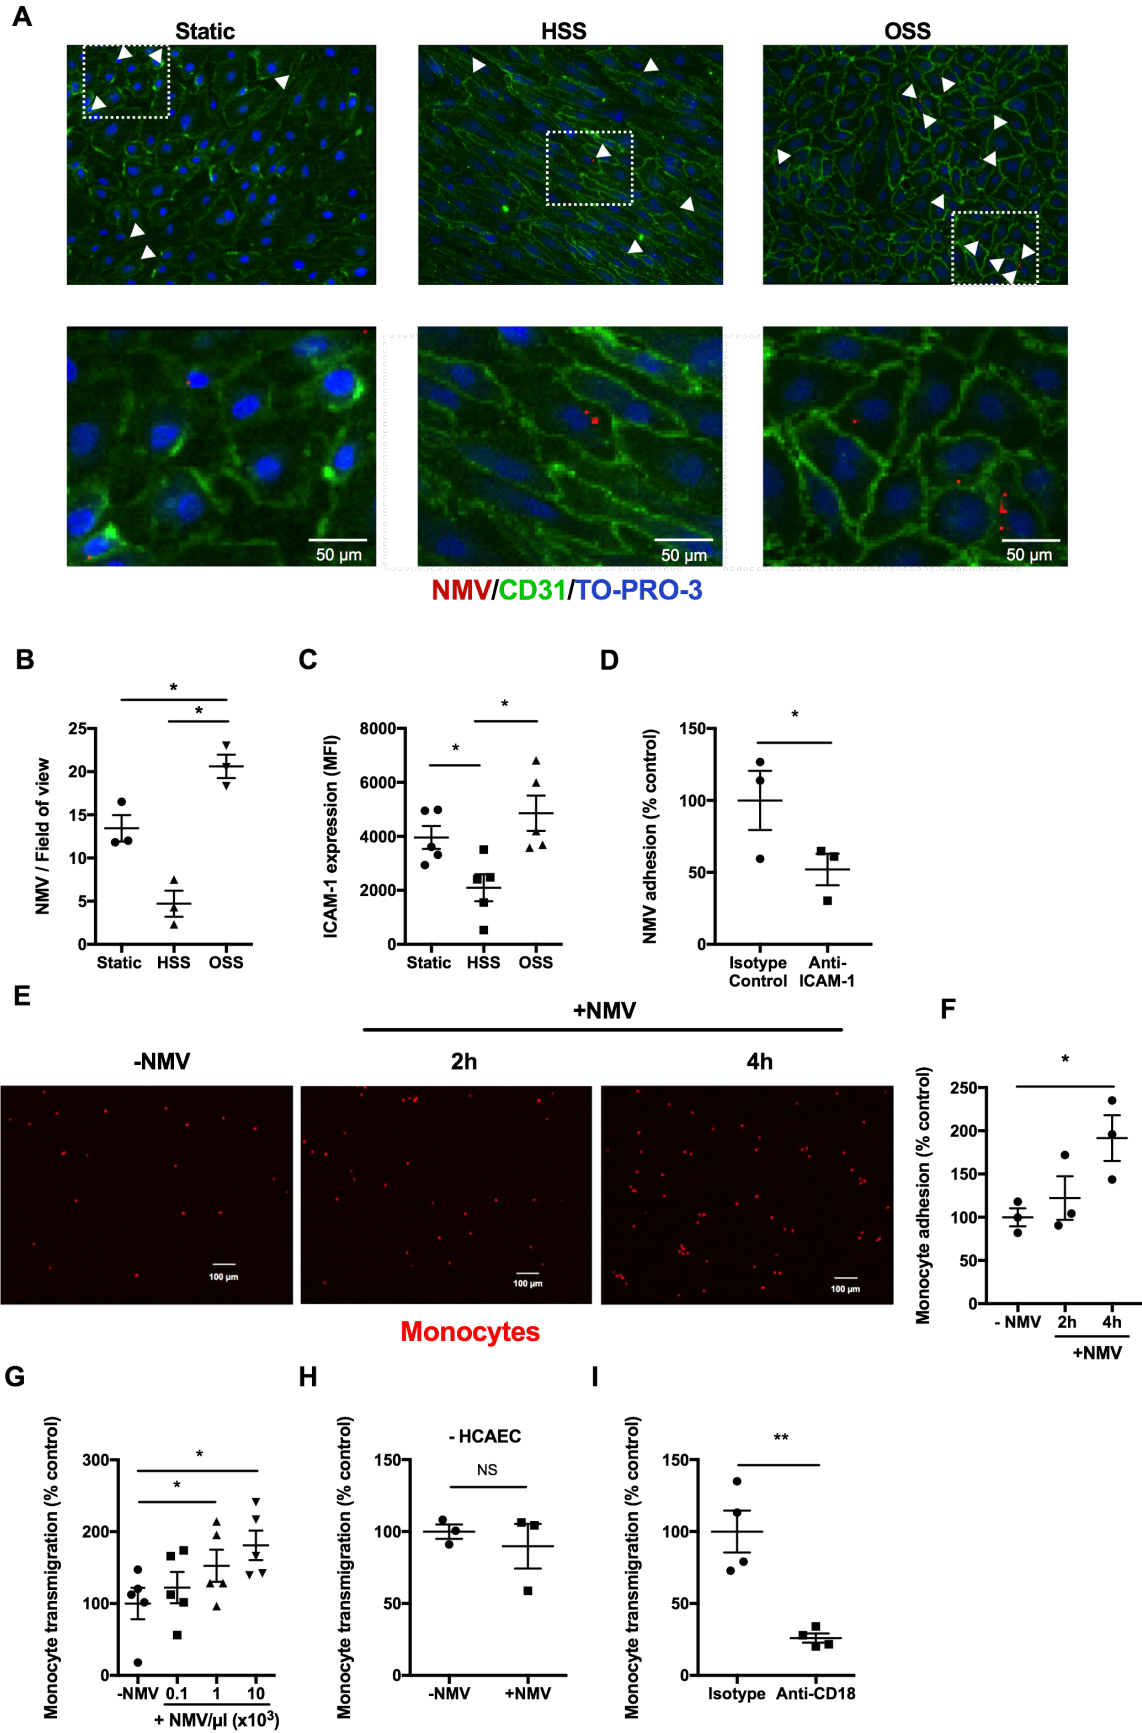 A
Static
HSS
OSS
50 µm
50 µm
50 µm
NMV/CD31/TO-PRO-3
B
*
*
NMV / Field of view
25
20
15
10
5
0
Static HSS OSS
C
*
*
ICAM-1 expression (MFI)
8000
6000
4000
2000
0
Static HSS OSS
D
*
NMV adhesion (% control)
150
100
50
0
Isotype Control
Anti-ICAM-1
E
+NMV
-NMV
2h
4h
100 µm
100 µm
100 µm
Monocytes
F
*
Monocyte adhesion (% control)
250
200
150
100
50
0
- NMV 2h 4h
+NMV
G
*
*
Monocyte transmigration (% control)
300
200
100
0
-NMV 0.1 1 10
+ NMV/µl (x10³)
H
- HCAEC
NS
Monocyte transmigration (% control)
150
100
50
0
-NMV +NMV
I
**
Monocyte transmigration (% control)
150
100
50
0
Isotype Anti-CD18